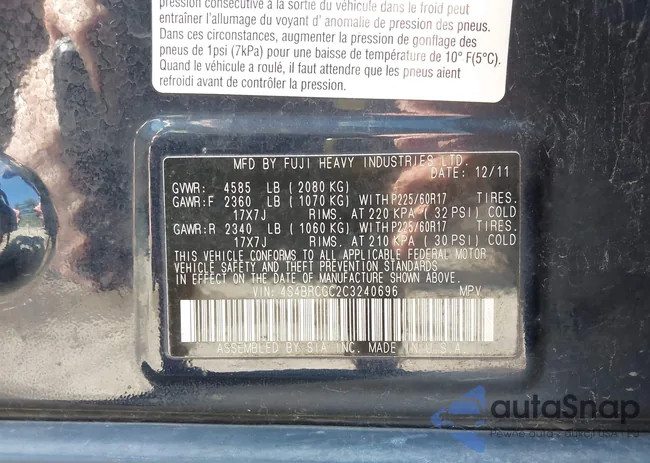 pression consécutive à la sortie du véhicule dans le froid peut
entraîner l'allumage du voyant d' anomalie de pression des pneus.
Dans ces circonstances, augmenter la pression de gonflage des
pneus de 1psi (7kPa) pour une baisse de température de 10° F(5°C).
Quand le véhicule a roulé, il faut attendre que les pneus aient
refroidi avant de contrôler la pression.
MFD BY FUJI HEAVY INDUSTRIES LTD.
DATE: 12/11
GVWR: 4585 LB ( 2080 KG)
GAWR:F 2360 LB ( 1070 KG) WITH P225/60R17 TIRES.
17X7J RIMS. AT 220 KPA ( 32 PSI) COLD
GAWR:R 2340 LB ( 1060 KG) WITH P225/60R17 TIRES.
17X7J RIMS. AT 210 KPA ( 30 PSI) COLD
THIS VEHICLE CONFORMS TO ALL APPLICABLE FEDERAL MOTOR
VEHICLE SAFETY AND THEFT PREVENTION STANDARDS
IN EFFECT ON THE DATE OF MANUFACTURE SHOWN ABOVE.
VIN: 4S4BRCGC2C3240696 MPV
ASSEMBLED BY SIA, INC. MADE IN U.S.A.
autaSnap
Pewne auta z aukcji